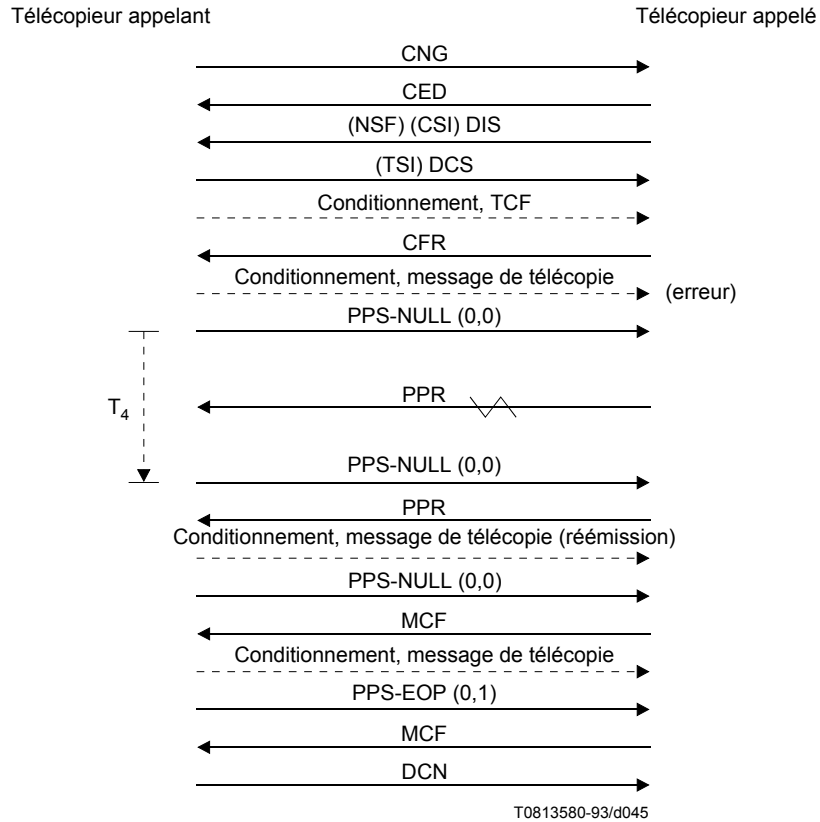 Télécopieur appelant
Télécopieur appelé
CNG
CED
(NSF) (CSI) DIS
(TSI) DCS
Conditionnement, TCF
CFR
Conditionnement, message de télécopie
(erreur)
PPS-NULL (0,0)
T4
PPR
PPS-NULL (0,0)
PPR
Conditionnement, message de télécopie (réémission)
PPS-NULL (0,0)
MCF
Conditionnement, message de télécopie
PPS-EOP (0,1)
MCF
DCN
T0813580-93/d045